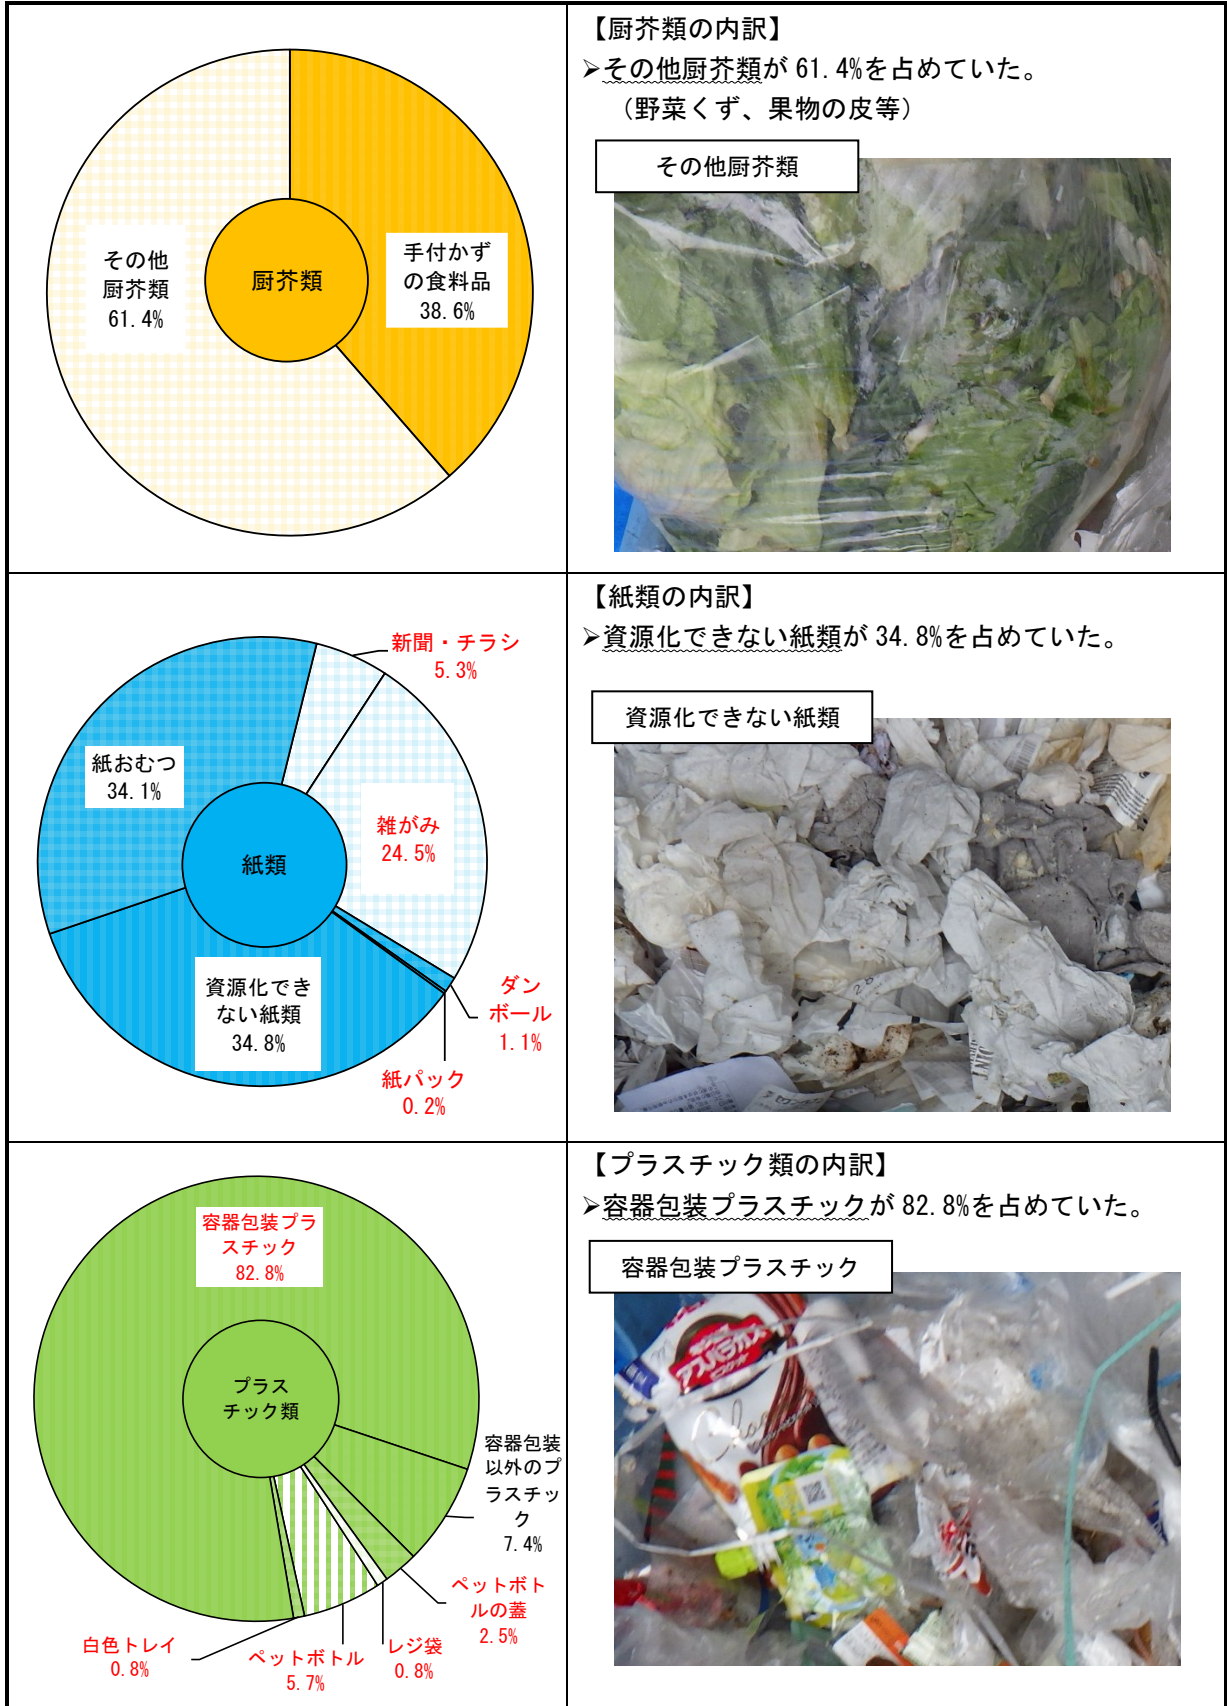 その他
厨芥類
61.4%
厨芥類
手付かず
の食料品
38.6%
【厨芥類の内訳】
➢その他厨芥類が 61.4%を占めていた。
（野菜くず、果物の皮等）
その他厨芥類
新聞・チラシ
5.3%
紙おむつ
34.1%
雑がみ
24.5%
紙類
資源化でき
ない紙類
34.8%
ダン
ボール
1.1%
紙パック
0.2%
【紙類の内訳】
➢資源化できない紙類が 34.8%を占めていた。
資源化できない紙類
容器包装プラ
スチック
82.8%
プラス
チック類
容器包装
以外のプ
ラスチッ
ク
7.4%
ペットボト
ルの蓋
2.5%
レジ袋
0.8%
ペットボトル
5.7%
白色トレイ
0.8%
【プラスチック類の内訳】
➢容器包装プラスチックが 82.8%を占めていた。
容器包装プラスチック